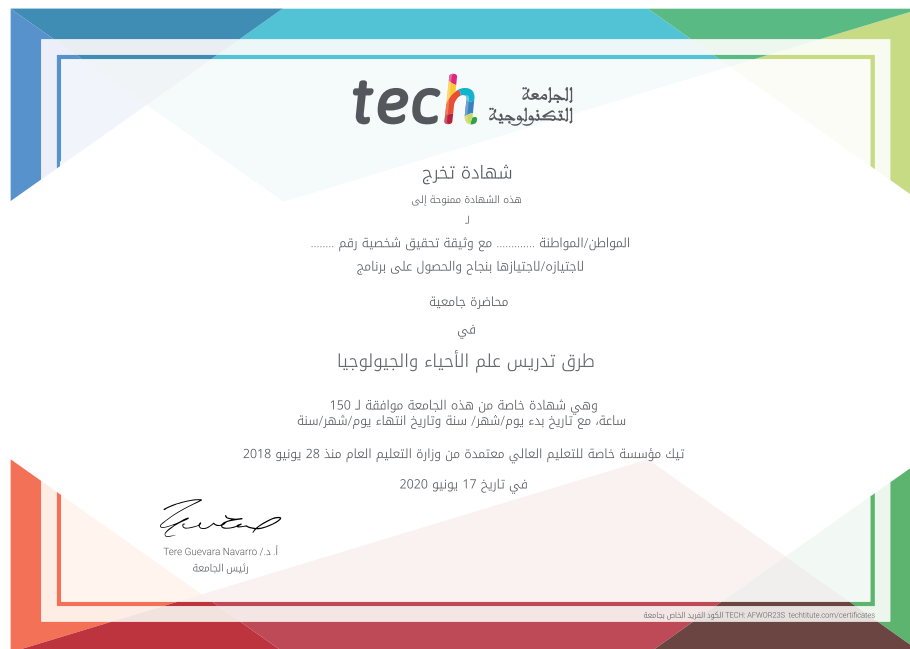 tech الجامعة
التكنولوجية
شهادة تخرج
هذه الشهادة ممنوحة إلى
لـ
المواطن/المواطنة ............ مع وثيقة تحقيق شخصية رقم ........
لاجتيازه/لاجتيازها بنجاح والحصول على برنامج
محاضرة جامعية
في
طرق تدريس علم الأحياء والجيولوجيا
وهي شهادة خاصة من هذه الجامعة موافقة لـ 150
ساعة، مع تاريخ بدء يوم/شهر/ سنة وتاريخ انتهاء يوم/شهر/سنة
تيك مؤسسة خاصة للتعليم العالي معتمدة من وزارة التعليم العام منذ 28 يونيو 2018
في تاريخ 17 يونيو 2020
أ. د./ Tere Guevara Navarro
رئيس الجامعة
الكود الفريد الخاص بجامعة TECH: AFWOR23S techtitute.com/certificates